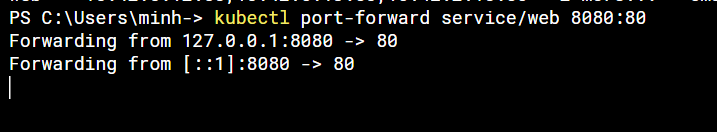 PS C:\Users\minh-> kubectl port-forward service/web 8080:80
Forwarding from 127.0.0.1:8080 -> 80
Forwarding from [::1]:8080 -> 80